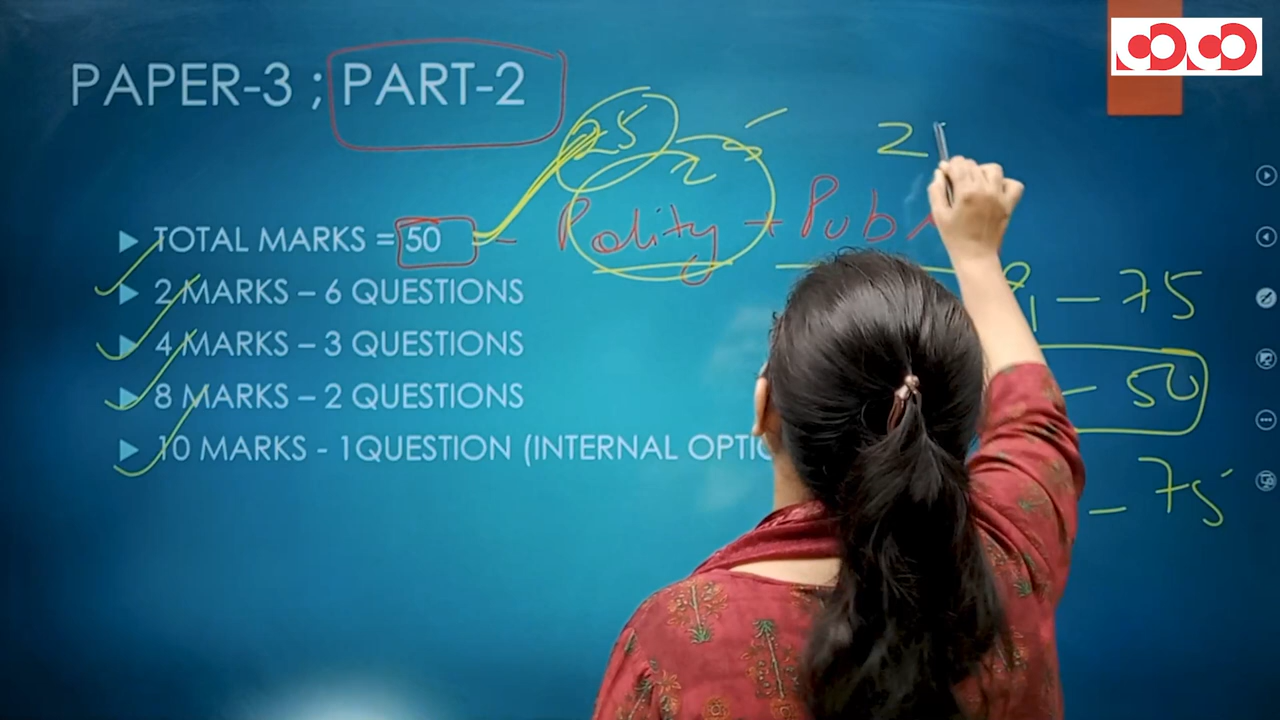 PAPER-3 ; PART-2
25
2
TOTAL MARKS = 50 - Polity + Pub
2 MARKS – 6 QUESTIONS
- 75
4 MARKS – 3 QUESTIONS
8 MARKS – 2 QUESTIONS
- 50
10 MARKS - 1QUESTION (INTERNAL
- 75